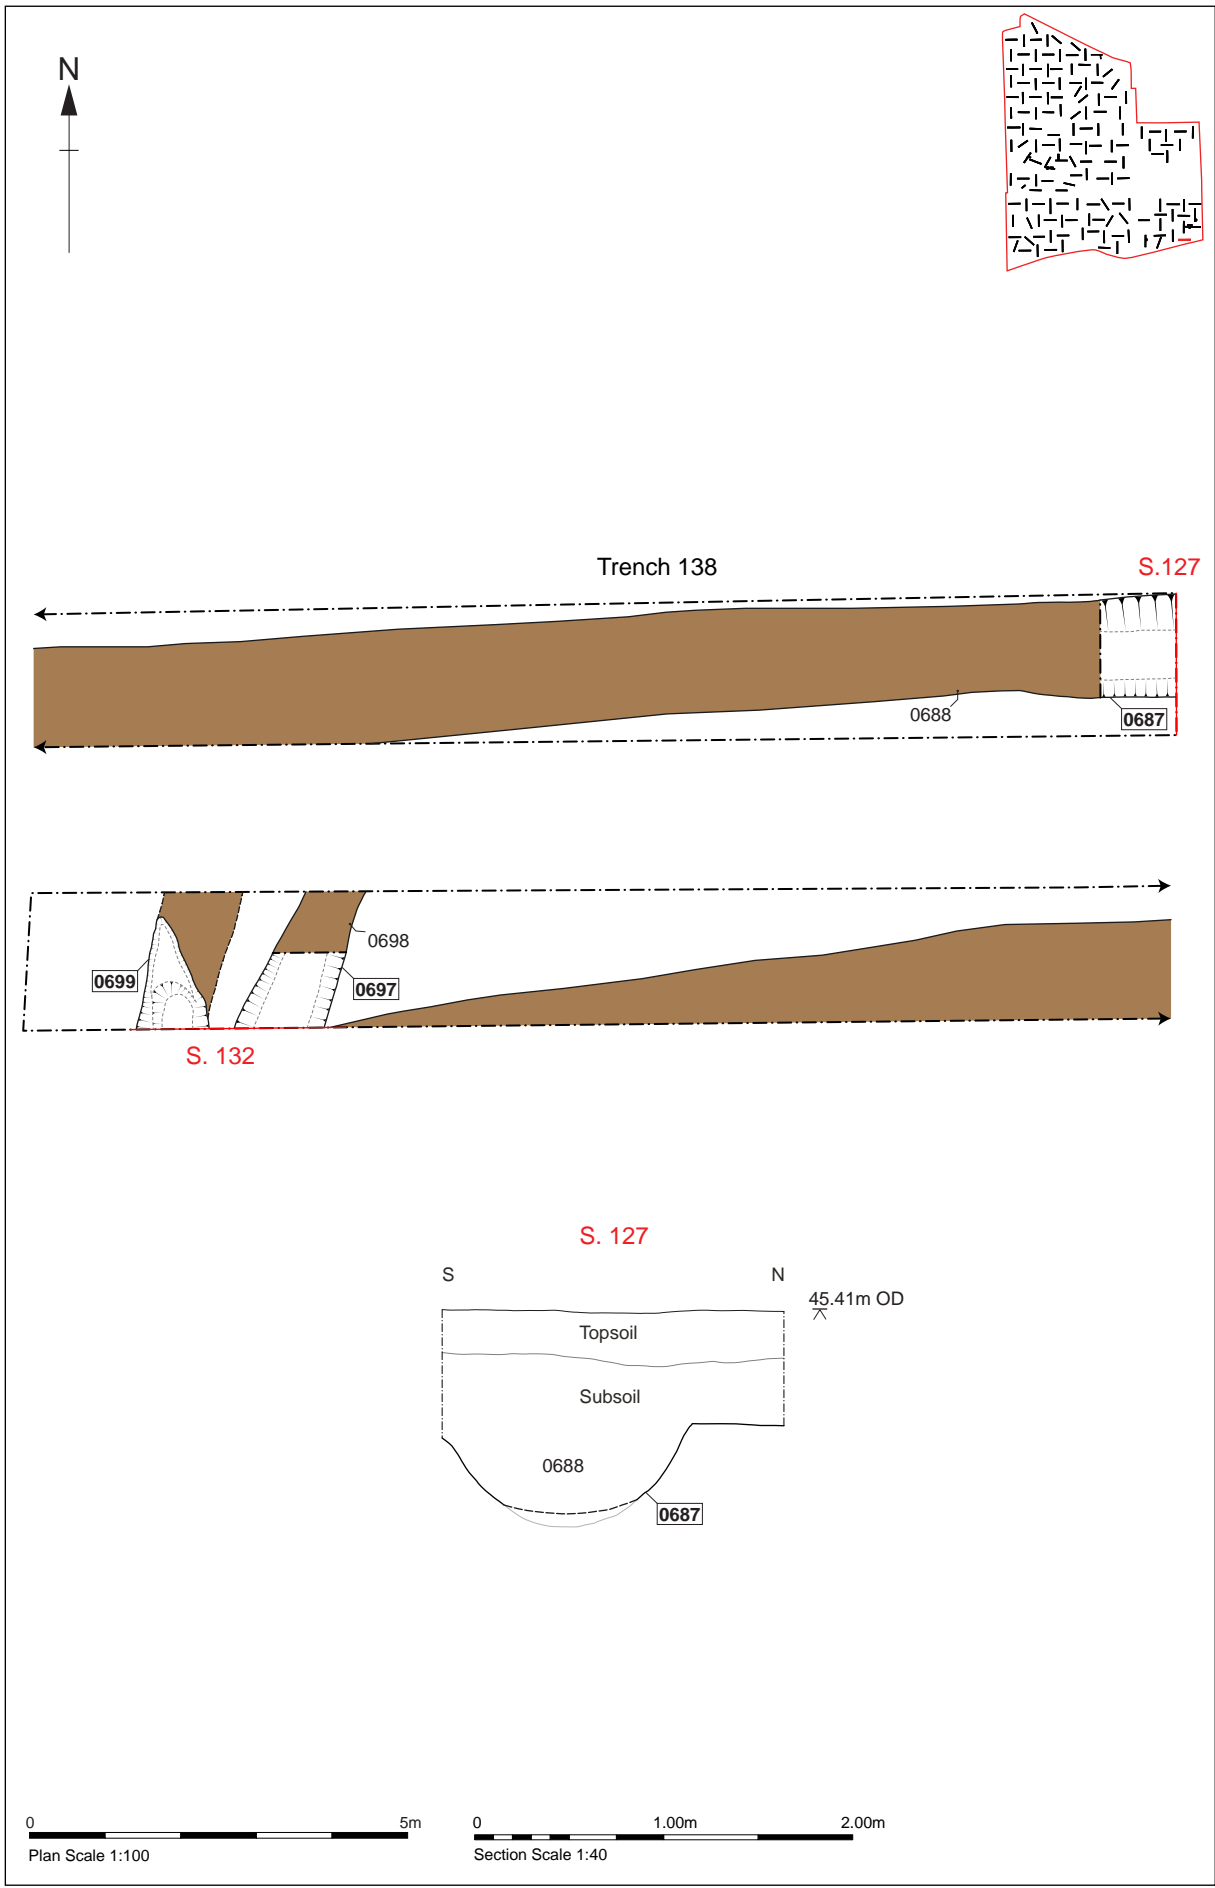 N
Trench 138
S.127
0688
0687
0698
0699
0697
S. 132
S. 127
S
N
45.41m OD
Topsoil
Subsoil
0688
0687
0
5m
Plan Scale 1:100
0
1.00m
2.00m
Section Scale 1:40